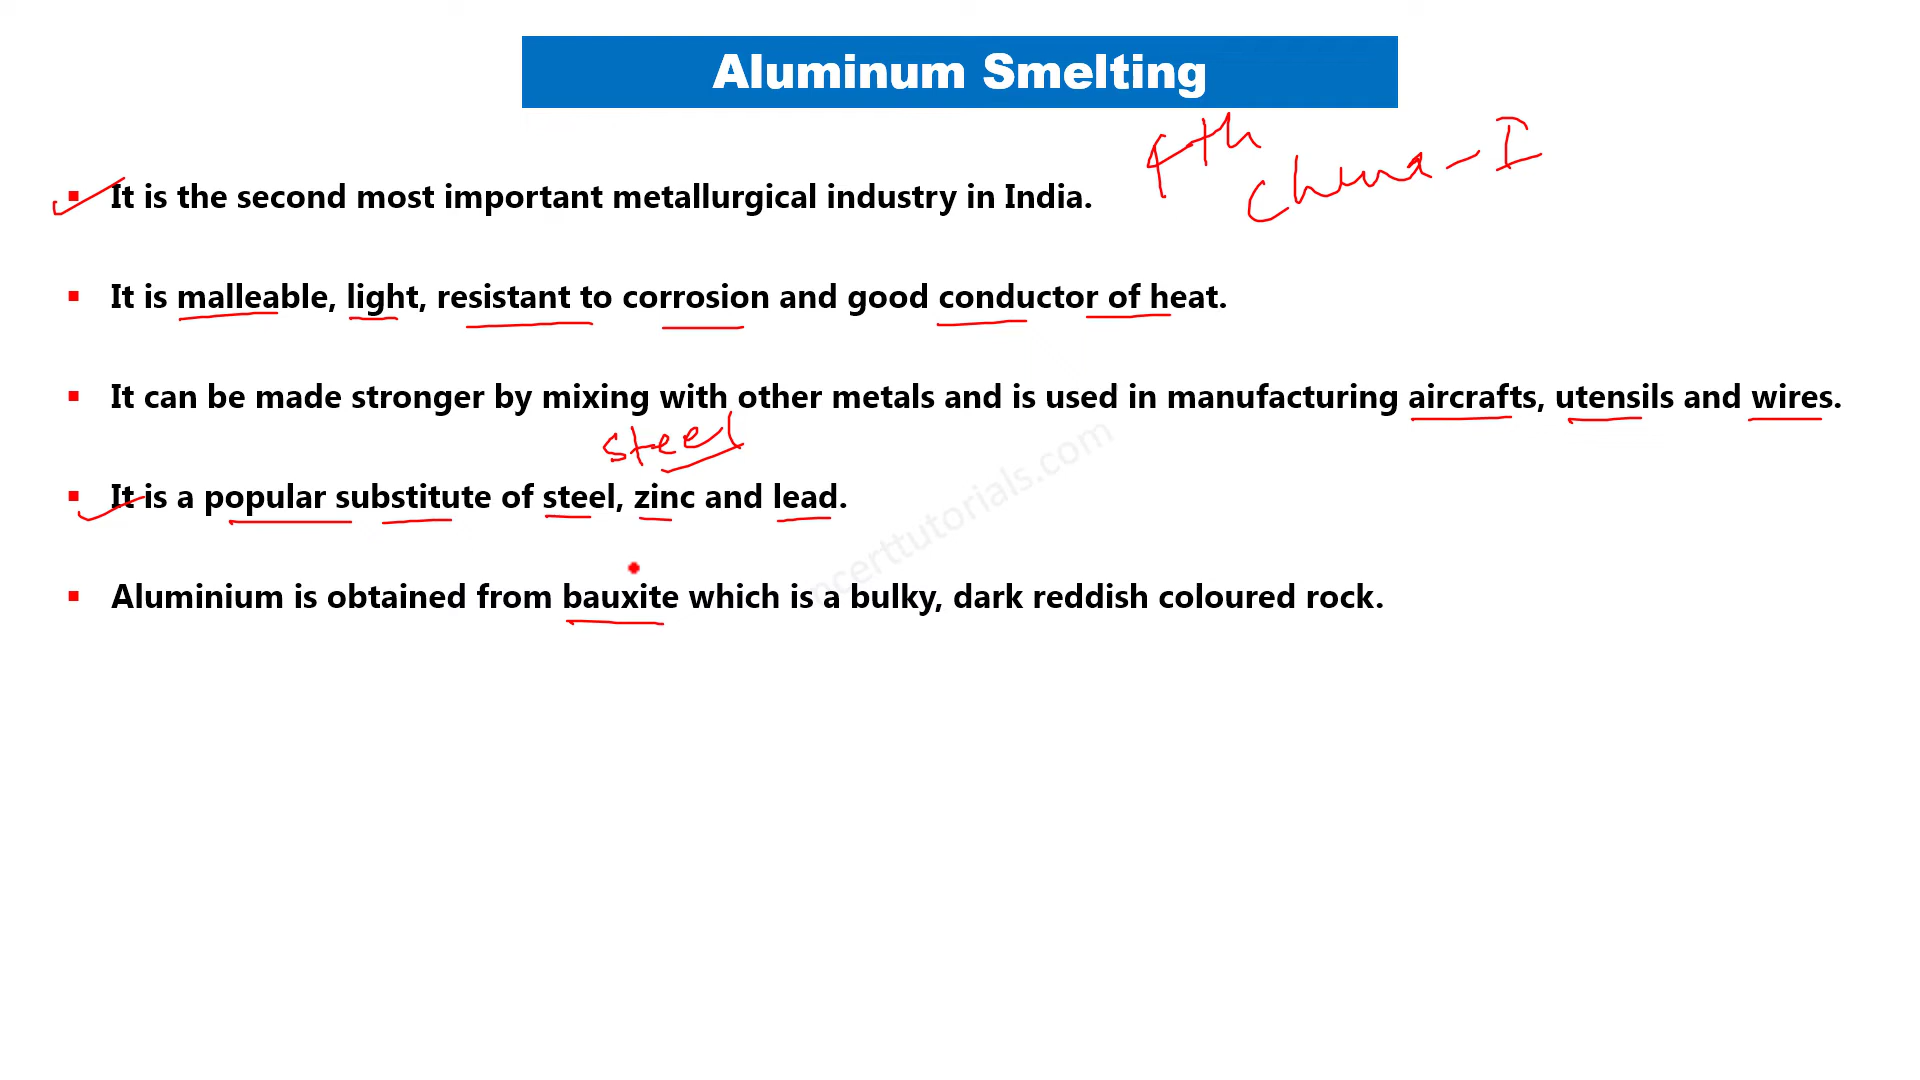 Aluminum Smelting
4th
China - I
It is the second most important metallurgical industry in India.
It is malleable, light, resistant to corrosion and good conductor of heat.
It can be made stronger by mixing with other metals and is used in manufacturing aircrafts, utensils and wires.
steel
It is a popular substitute of steel, zinc and lead.
ncerttutorials.com
Aluminium is obtained from bauxite which is a bulky, dark reddish coloured rock.